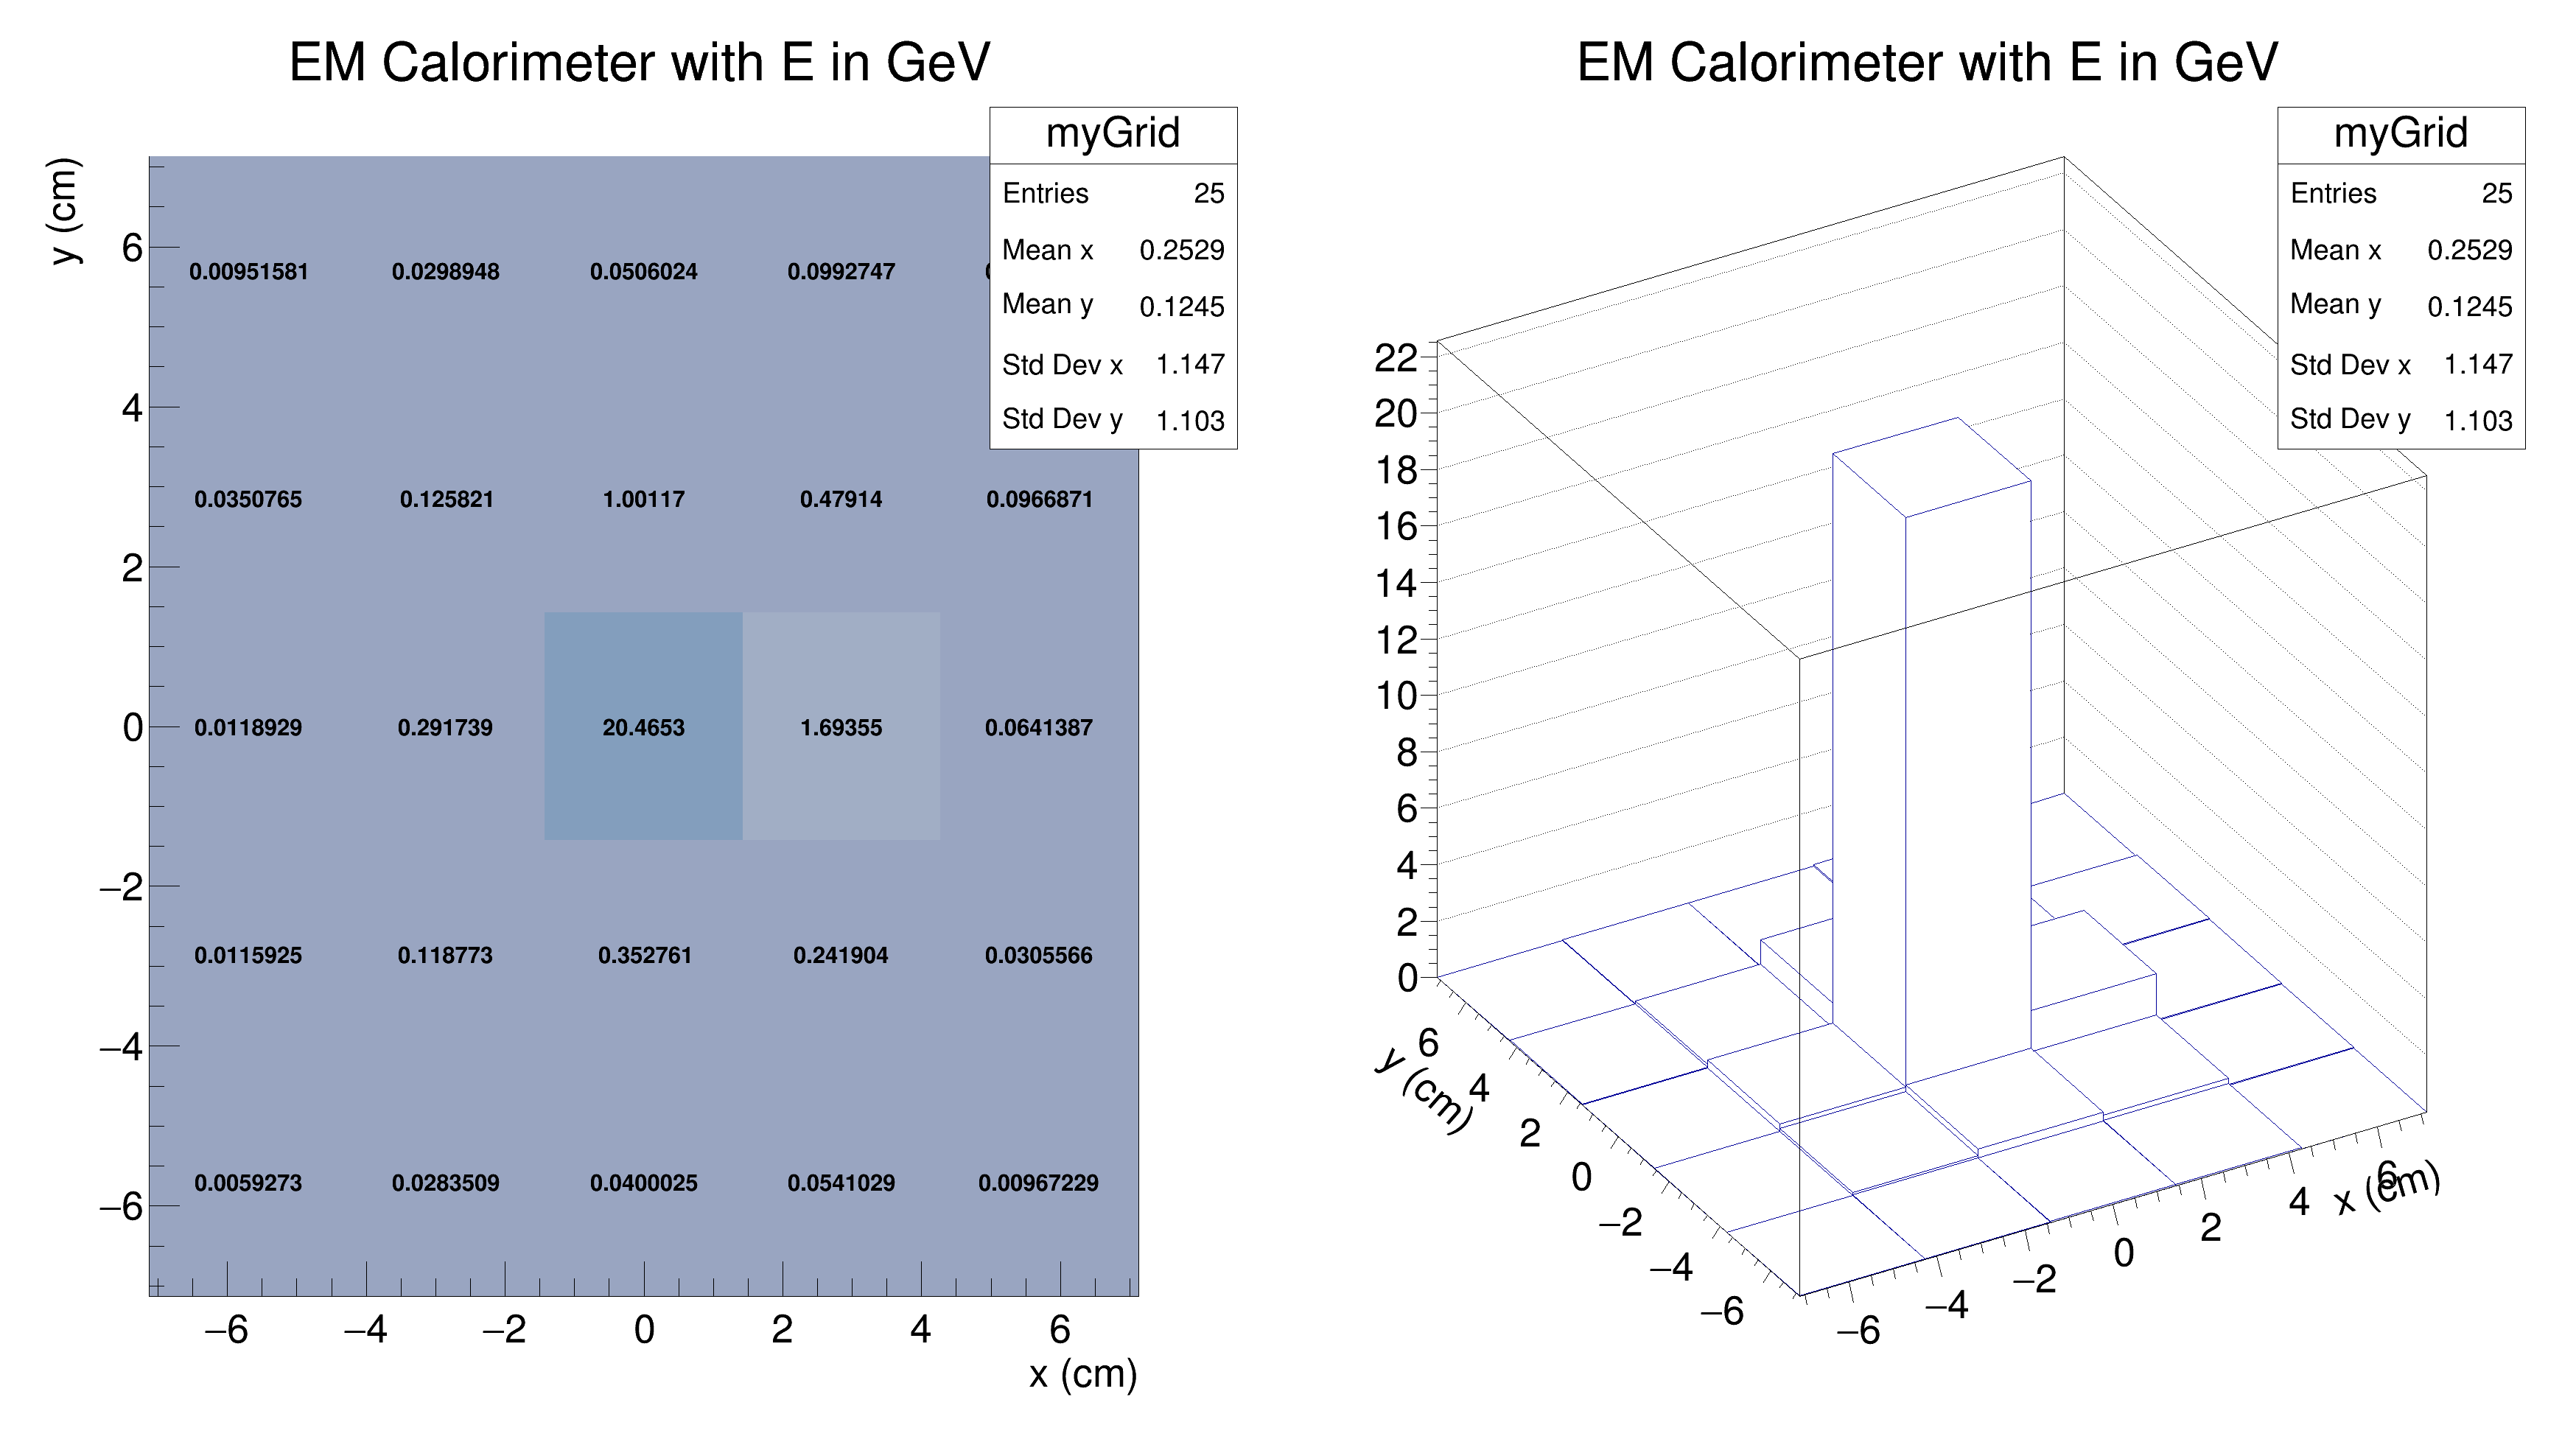 EM Calorimeter with E in GeV
myGrid
Entries 25
Mean x 0.2529
Mean y 0.1245
Std Dev x 1.147
Std Dev y 1.103
y (cm)
6
4
2
0
−2
−4
−6
0.00951581 0.0298948 0.0506024 0.0992747
0.0350765 0.125821 1.00117 0.47914 0.0966871
0.0118929 0.291739 20.4653 1.69355 0.0641387
0.0115925 0.118773 0.352761 0.241904 0.0305566
0.0059273 0.0283509 0.0400025 0.0541029 0.00967229
−6 −4 −2 0 2 4 6
x (cm)
EM Calorimeter with E in GeV
myGrid
Entries 25
Mean x 0.2529
Mean y 0.1245
Std Dev x 1.147
Std Dev y 1.103
22
20
18
16
14
12
10
8
6
4
2
0
y (cm)
6
4
2
0
−2
−4
−6
−6
−4
−2
0
2
4
6
x (cm)